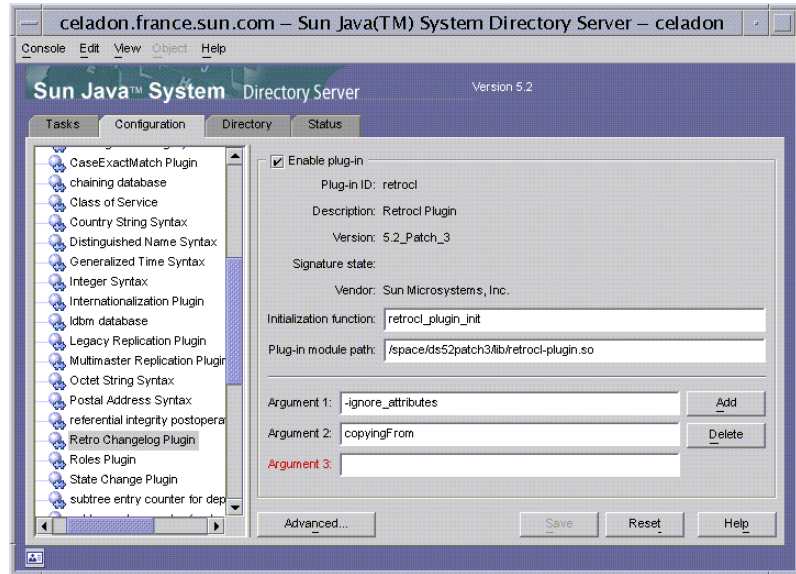 celadon.france.sun.com – Sun Java(TM) System Directory Server – celadon
Console Edit View Object Help
Sun Java™ System Directory Server
Version 5.2
Tasks Configuration Directory Status
CaseExactMatch Plugin
chaining database
Class of Service
Country String Syntax
Distinguished Name Syntax
Generalized Time Syntax
Integer Syntax
Internationalization Plugin
ldbm database
Legacy Replication Plugin
Multimaster Replication Plugin
Octet String Syntax
Postal Address Syntax
referential integrity postopera
Retro Changelog Plugin
Roles Plugin
State Change Plugin
subtree entry counter for dep
Enable plug-in
Plug-in ID: retrocl
Description: Retrocl Plugin
Version: 5.2_Patch_3
Signature state:
Vendor: Sun Microsystems, Inc.
Initialization function: retrocl_plugin_init
Plug-in module path: /space/ds52patch3/lib/retrocl-plugin.so
Argument 1: -ignore_attributes Add
Argument 2: copyingFrom Delete
Argument 3:
Advanced... Save Reset Help